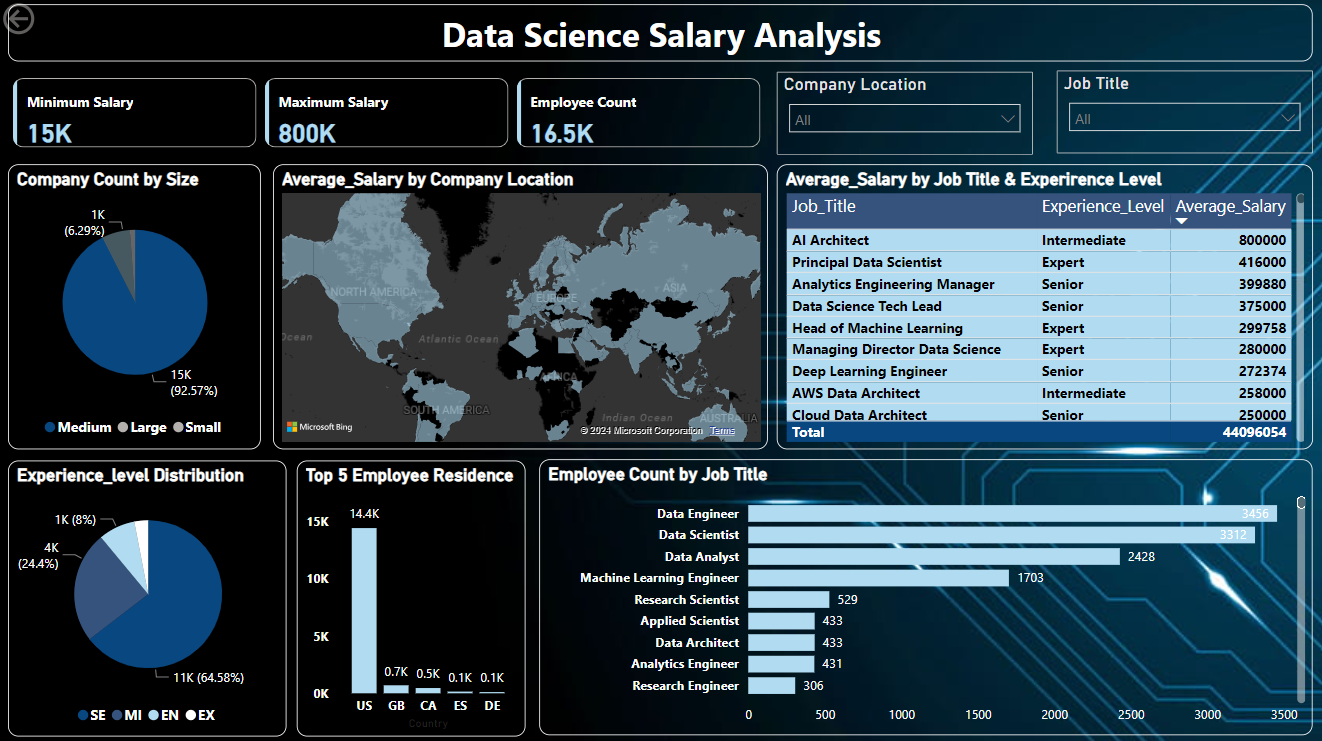 Data Science Salary Analysis
Minimum Salary
15K
Maximum Salary
800K
Employee Count
16.5K
Company Location
All
Job Title
All
Company Count by Size
1K
(6.29%)
15K
(92.57%)
Medium Large Small
Average_Salary by Company Location
NORTH AMERICA
EUROPE
ASIA
cean
Atlantic Ocean
AFRICA
SOUTH AMERICA
Indian Ocean
AUSTRALIA
Microsoft Bing
© 2024 Microsoft Corporation Terms
Average_Salary by Job Title & Experirence Level
Job_Title Experience_Level Average_Salary
AI Architect Intermediate 800000
Principal Data Scientist Expert 416000
Analytics Engineering Manager Senior 399880
Data Science Tech Lead Senior 375000
Head of Machine Learning Expert 299758
Managing Director Data Science Expert 280000
Deep Learning Engineer Senior 272374
AWS Data Architect Intermediate 258000
Cloud Data Architect Senior 250000
Total 44096054
Experience_level Distribution
1K (8%)
4K
(24.4%)
11K (64.58%)
SE MI EN EX
Top 5 Employee Residence
15K
10K
5K
0K
14.4K
0.7K
0.5K
0.1K
0.1K
US GB CA ES DE
Country
Employee Count by Job Title
Data Engineer 3456
Data Scientist 3312
Data Analyst 2428
Machine Learning Engineer 1703
Research Scientist 529
Applied Scientist 433
Data Architect 433
Analytics Engineer 431
Research Engineer 306
0 500 1000 1500 2000 2500 3000 3500